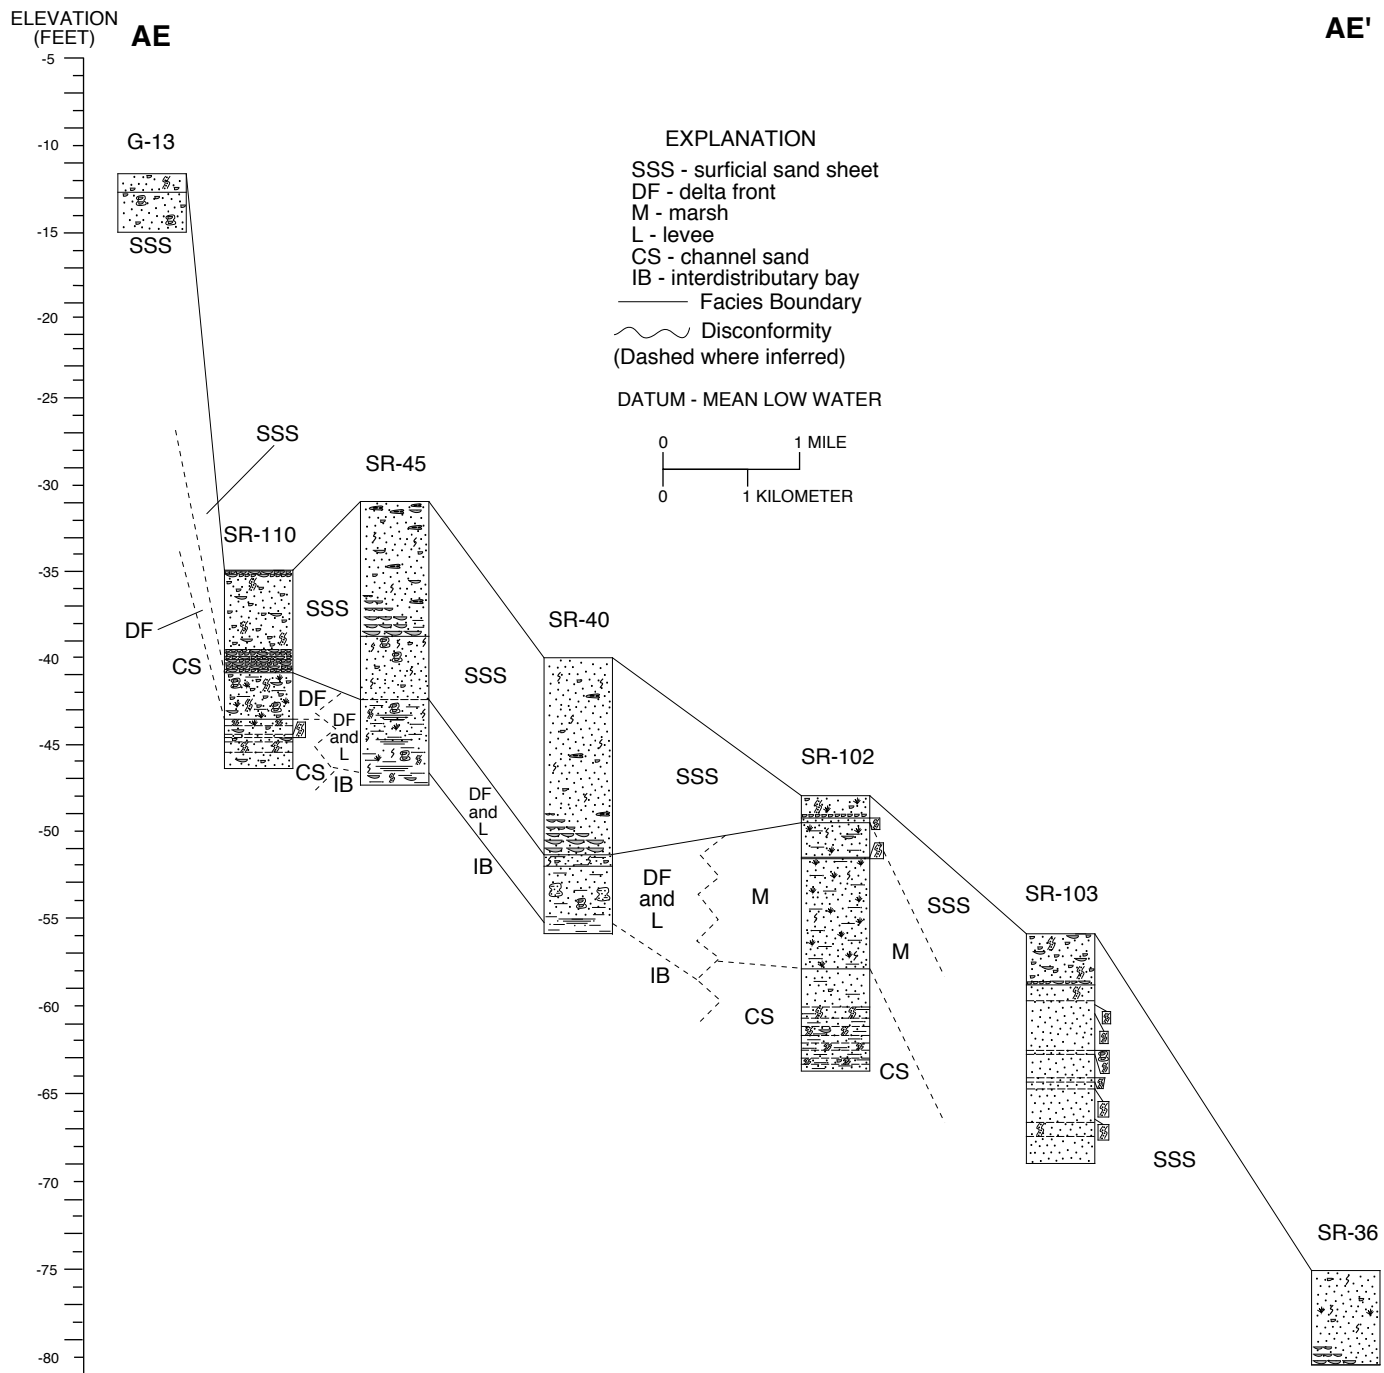 ELEVATION
(FEET)
AE
AE'
-5
-10
-15
-20
-25
-30
-35
-40
-45
-50
-55
-60
-65
-70
-75
-80
EXPLANATION
SSS - surficial sand sheet
DF - delta front
M - marsh
L - levee
CS - channel sand
IB - interdistributary bay
Facies Boundary
Disconformity
(Dashed where inferred)
DATUM - MEAN LOW WATER
0 1 MILE
0 1 KILOMETER
G-13
SSS
SSS
SR-110
DF
CS
SSS
DF
DF
and
L
CS
IB
SR-45
SSS
DF
and
L
IB
SR-40
SSS
DF
and
L
M
IB
CS
SR-102
SSS
M
CS
SR-103
SSS
SR-36